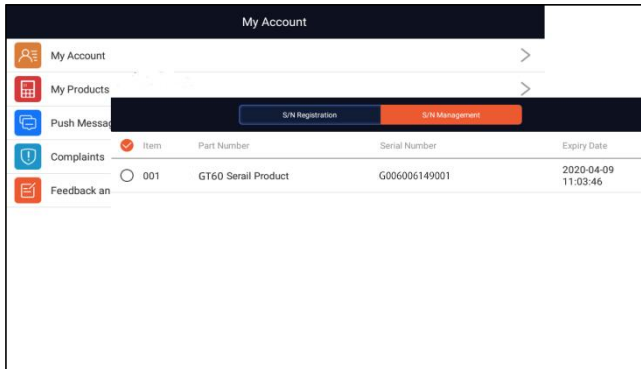 My Account
My Account
My Products
Push Messag
Complaints
Feedback an
S/N Registration S/N Management
Item Part Number Serial Number Expiry Date
001 GT60 Serail Product G006006149001 2020-04-09
11:03:46